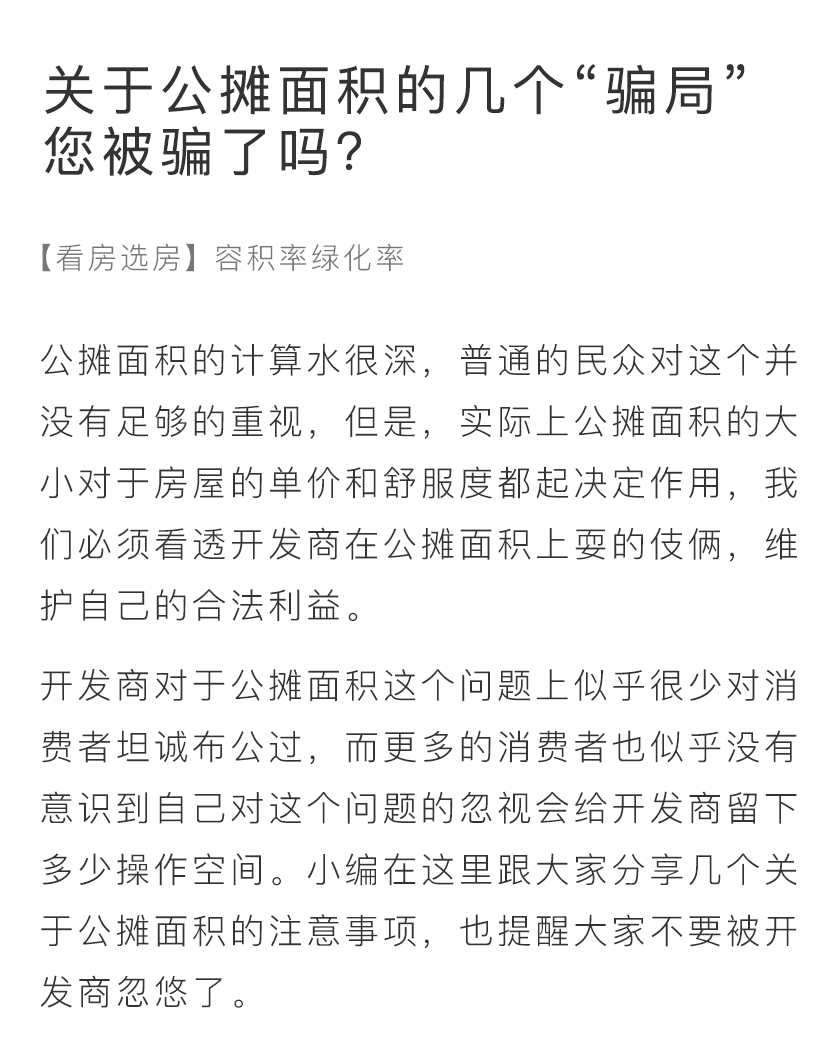 关于公摊面积的几个“骗局”
您被骗了吗?
【看房选房】容积率绿化率
公摊面积的计算水很深，普通的民众对这个并
没有足够的重视，但是，实际上公摊面积的大
小对于房屋的单价和舒服度都起决定作用，我
们必须看透开发商在公摊面积上耍的伎俩，维
护自己的合法利益。
开发商对于公摊面积这个问题上似乎很少对消
费者坦诚布公过，而更多的消费者也似乎没有
意识到自己对这个问题的忽视会给开发商留下
多少操作空间。小编在这里跟大家分享几个关
于公摊面积的注意事项，也提醒大家不要被开
发商忽悠了。